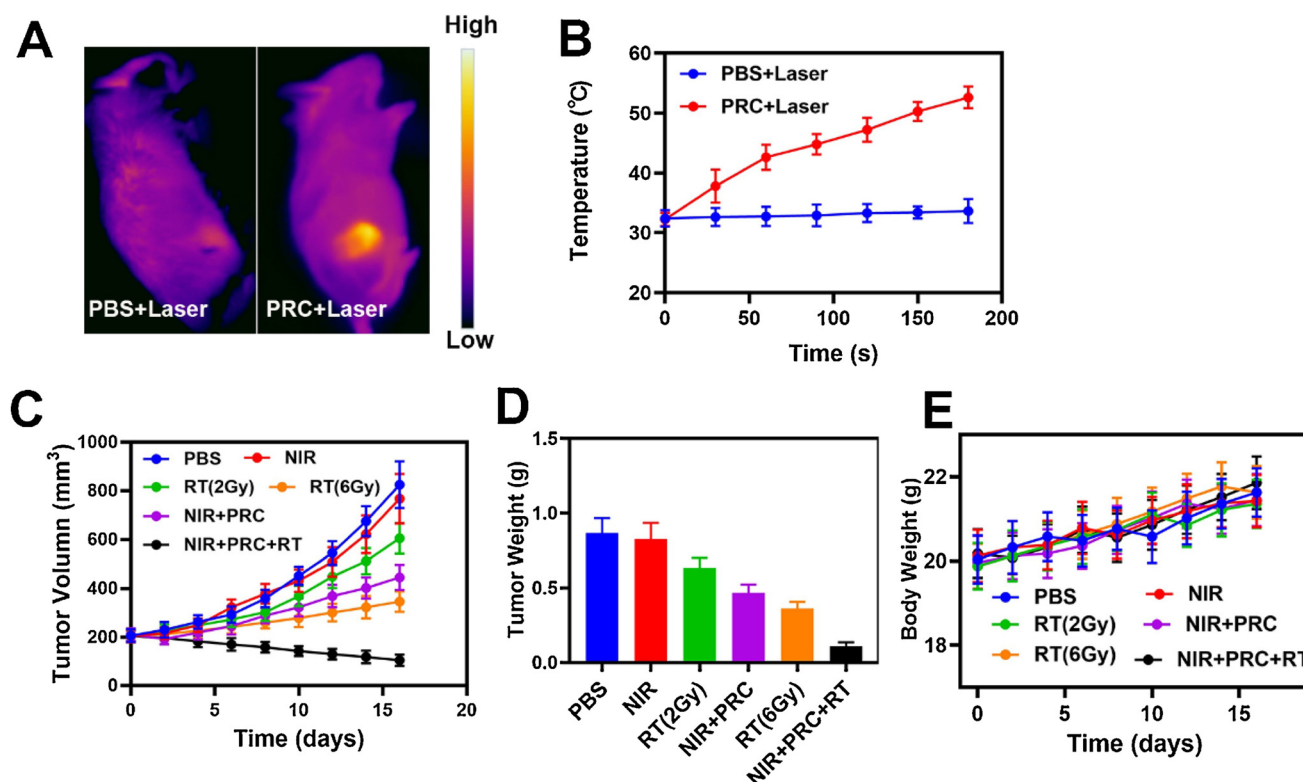 A
High
Low
PBS+Laser
PRC+Laser
B
Temperature (℃)
60
50
40
30
20
PBS+Laser
PRC+Laser
0
50
100
150
200
Time (s)
C
Tumor Volumn (mm³)
1000
800
600
400
200
0
PBS
NIR
RT(2Gy)
RT(6Gy)
NIR+PRC
NIR+PRC+RT
0
5
10
15
20
Time (days)
D
Tumor Weight (g)
1.5
1.0
0.5
0.0
PBS
NIR
RT(2Gy)
NIR+PRC
RT(6Gy)
NIR+PRC+RT
E
Body Weight (g)
22
20
18
PBS
NIR
RT(2Gy)
NIR+PRC
RT(6Gy)
NIR+PRC+RT
0
5
10
15
Time (days)